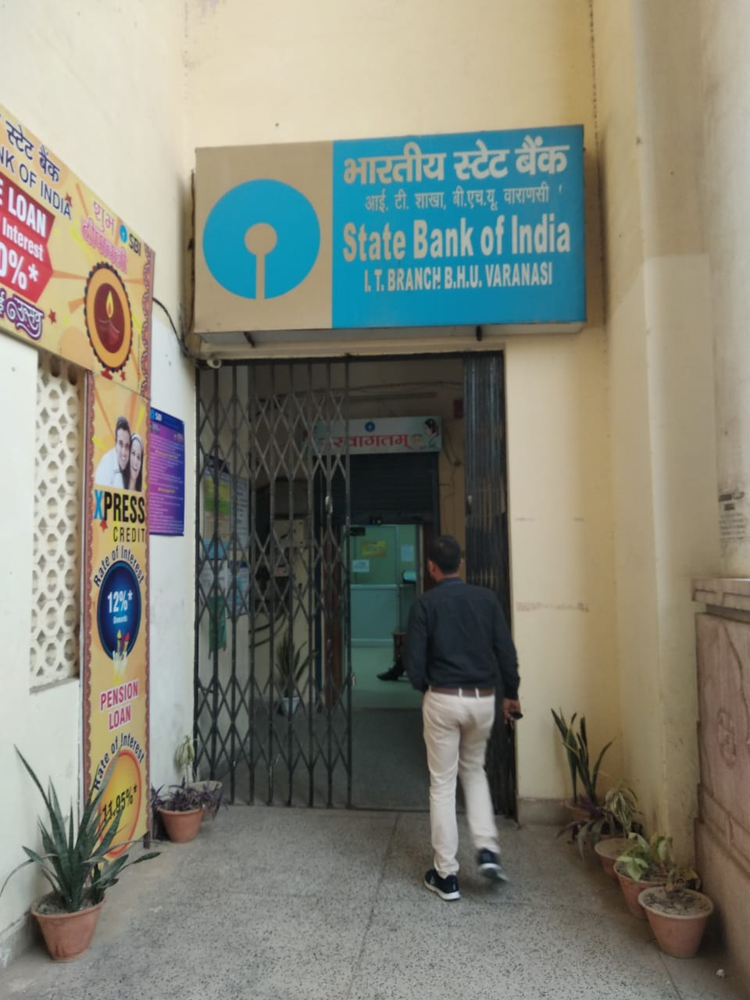 भारतीय स्टेट बैंक
आई. टी. शाखा, बी.एच.यू. वाराणसी
State Bank of India
I. T. BRANCH B.H.U. VARANASI
स्टेट बैंक
NK OF INDIA
E LOAN
Interest
0%*
शुभ
दीपावली
SBI
SBI
स्वागतम्
XPRESS
CREDIT
Rate of Interest
12%*
Onwards
PENSION
LOAN
Rate of Interest
11.95%*